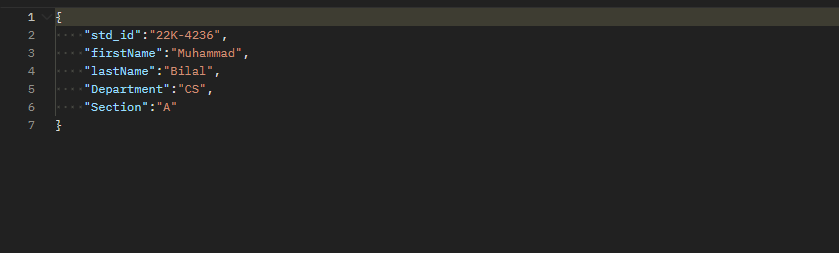 1 {
2 "std_id":"22K-4236",
3 "firstName":"Muhammad",
4 "lastName":"Bilal",
5 "Department":"CS",
6 "Section":"A"
7 }